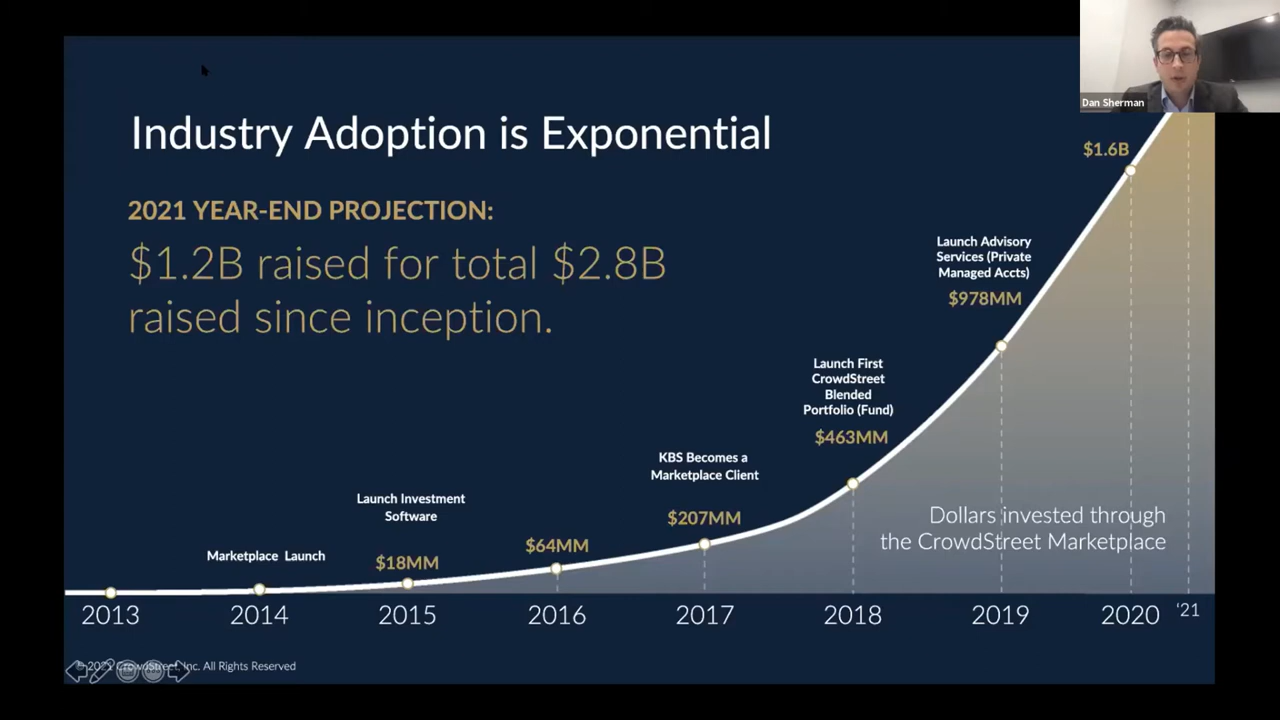 Dan Sherman
Industry Adoption is Exponential
2021 YEAR-END PROJECTION:
$1.2B raised for total $2.8B
raised since inception.
$1.6B
Launch Advisory
Services (Private
Managed Accts)
$978MM
Launch First
CrowdStreet
Blended
Portfolio (Fund)
$463MM
KBS Becomes a
Marketplace Client
$207MM
Launch Investment
Software
$64MM
Marketplace Launch
$18MM
Dollars invested through
the CrowdStreet Marketplace
2013 2014 2015 2016 2017 2018 2019 2020 '21
© 2021 CrowdStreet, Inc. All Rights Reserved